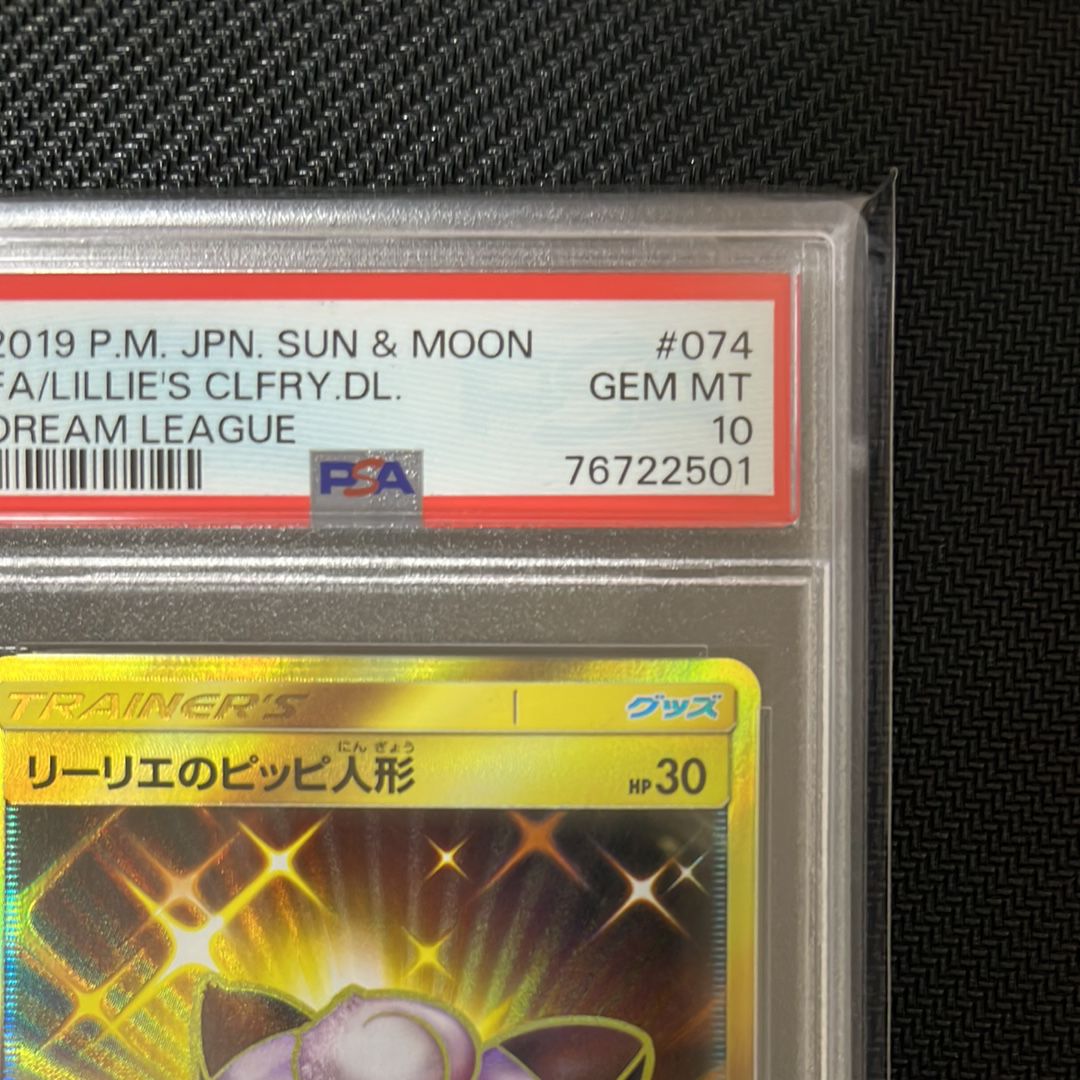 2019 P.M. JPN. SUN & MOON #074
FA/LILLIE'S CLFRY.DL. GEM MT
DREAM LEAGUE 10
PSA 76722501
TRAINER'S グッズ
にんぎょう
リーリエのピッピ人形 HP30